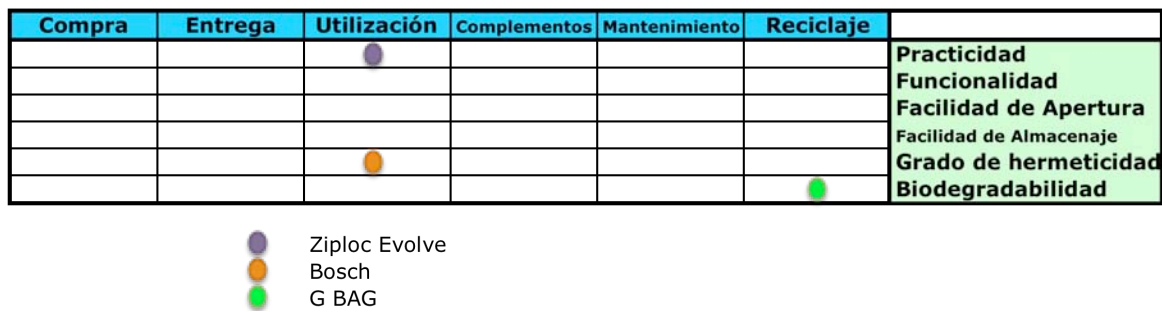 Compra Entrega Utilización Complementos Mantenimiento Reciclaje
Practicidad
Funcionalidad
Facilidad de Apertura
Facilidad de Almacenaje
Grado de hermeticidad
Biodegradabilidad
Ziploc Evolve
Bosch
G BAG